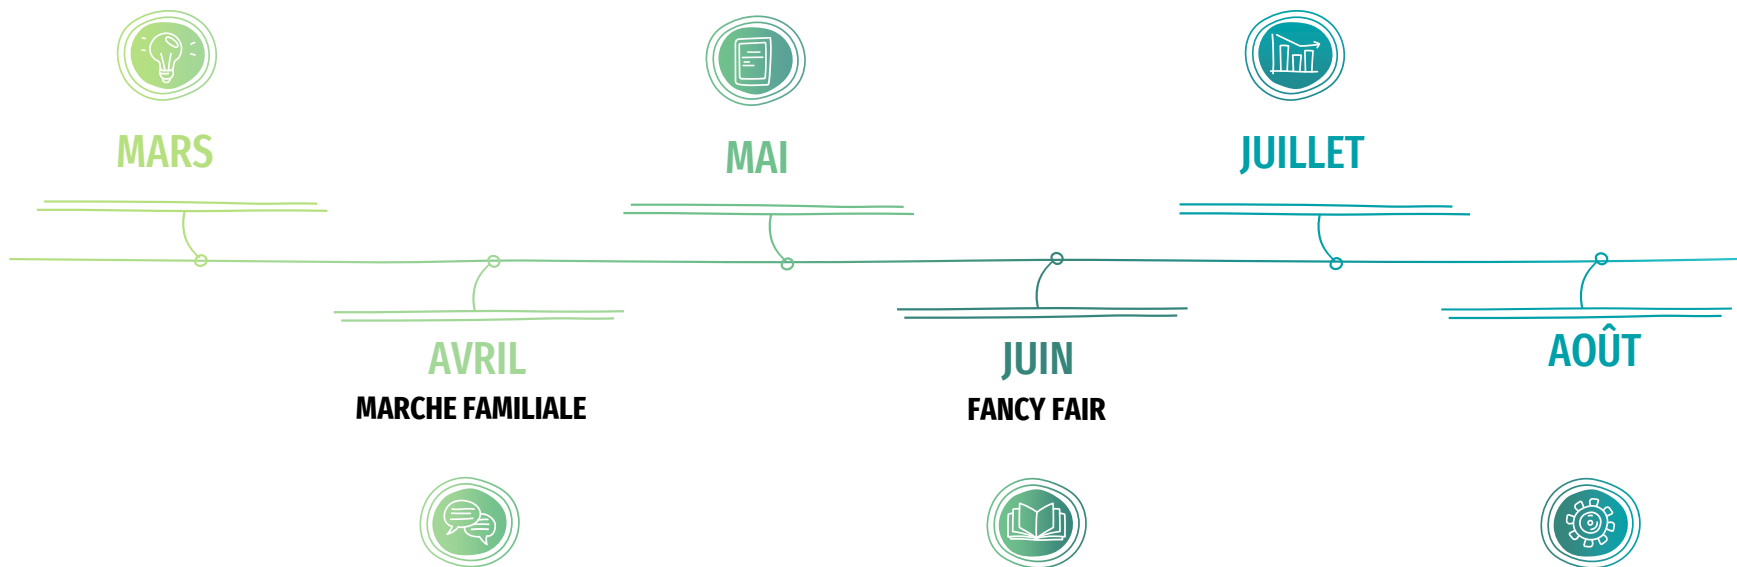 MARS
MAI
JUILLET
AVRIL
MARCHE FAMILIALE
JUIN
FANCY FAIR
AOÛT